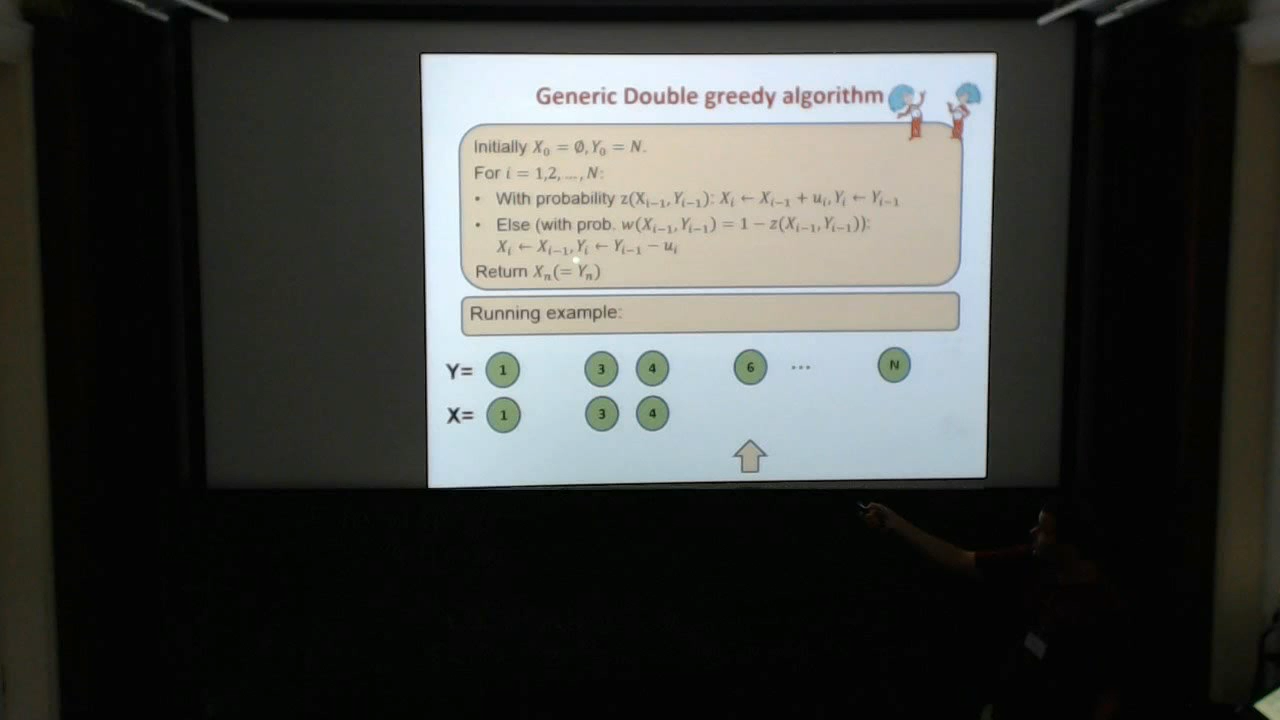 Generic Double greedy algorithm
Initially X₀ = ∅, Y₀ = N.
For i = 1,2, ..., N:
• With probability z(Xᵢ₋₁, Yᵢ₋₁): Xᵢ ← Xᵢ₋₁ + uᵢ, Yᵢ ← Yᵢ₋₁
• Else (with prob. w(Xᵢ₋₁, Yᵢ₋₁) = 1 − z(Xᵢ₋₁, Yᵢ₋₁)):
Xᵢ ← Xᵢ₋₁, Yᵢ ← Yᵢ₋₁ − uᵢ
Return Xₙ(= Yₙ)
Running example:
Y= 1 3 4 6 ... N
X= 1 3 4